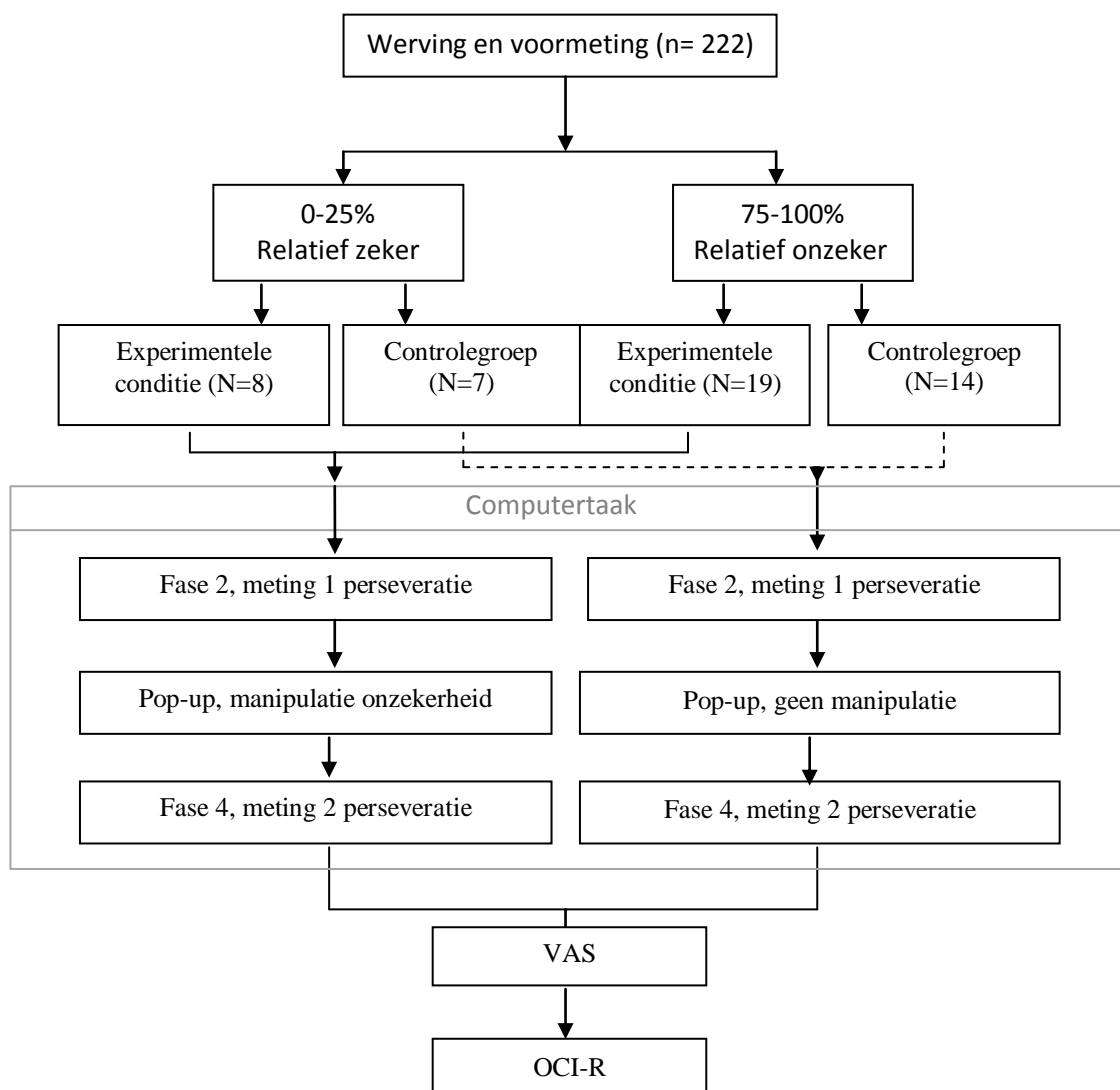 Werving en voormeting (n= 222)
0-25%
Relatief zeker
75-100%
Relatief onzeker
Experimentele
conditie (N=8)
Controlegroep
(N=7)
Experimentele
conditie (N=19)
Controlegroep
(N=14)
Computertaak
Fase 2, meting 1 perseveratie
Fase 2, meting 1 perseveratie
Pop-up, manipulatie onzekerheid
Pop-up, geen manipulatie
Fase 4, meting 2 perseveratie
Fase 4, meting 2 perseveratie
VAS
OCI-R